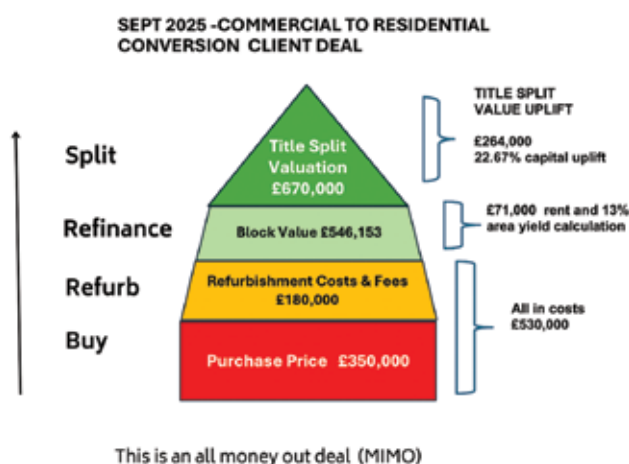 SEPT 2025 -COMMERCIAL TO RESIDENTIAL
CONVERSION CLIENT DEAL
Split
Title Split
Valuation
£670,000
TITLE SPLIT
VALUE UPLIFT
£264,000
22.67% capital uplift
Refinance
Block Value £546,153
£71,000 rent and 13%
area yield calculation
Refurb
Refurbishment Costs & Fees
£180,000
All in costs
£530,000
Buy
Purchase Price £350,000
This is an all money out deal (MIMO)